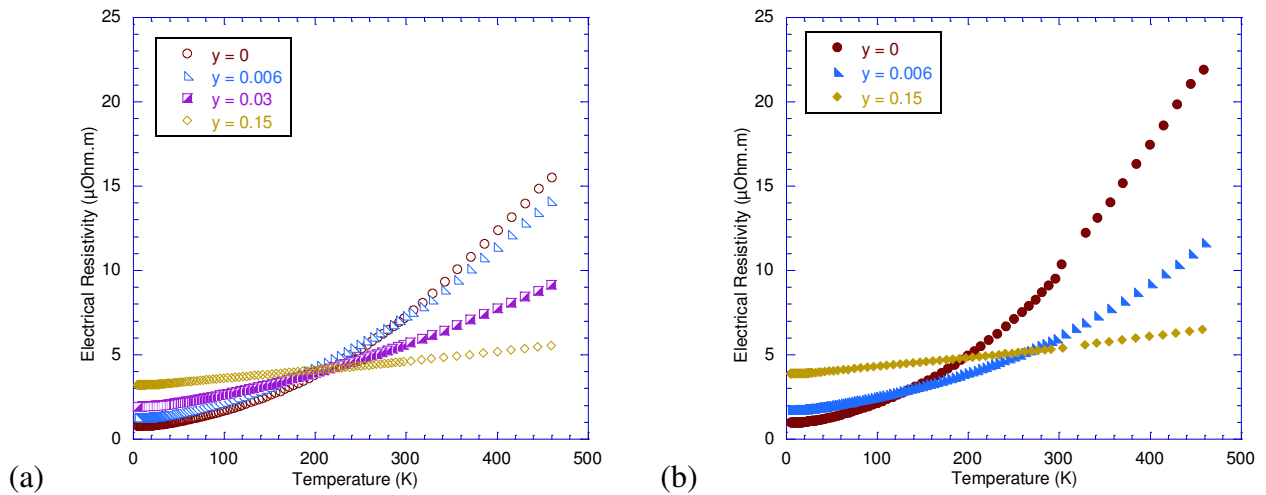 (a)
Electrical Resistivity (µOhm.m)
25
20
15
10
5
0
y = 0
y = 0.006
y = 0.03
y = 0.15
0 100 200 300 400 500
Temperature (K)
(b)
Electrical Resistivity (µOhm.m)
25
20
15
10
5
0
y = 0
y = 0.006
y = 0.15
0 100 200 300 400 500
Temperature (K)